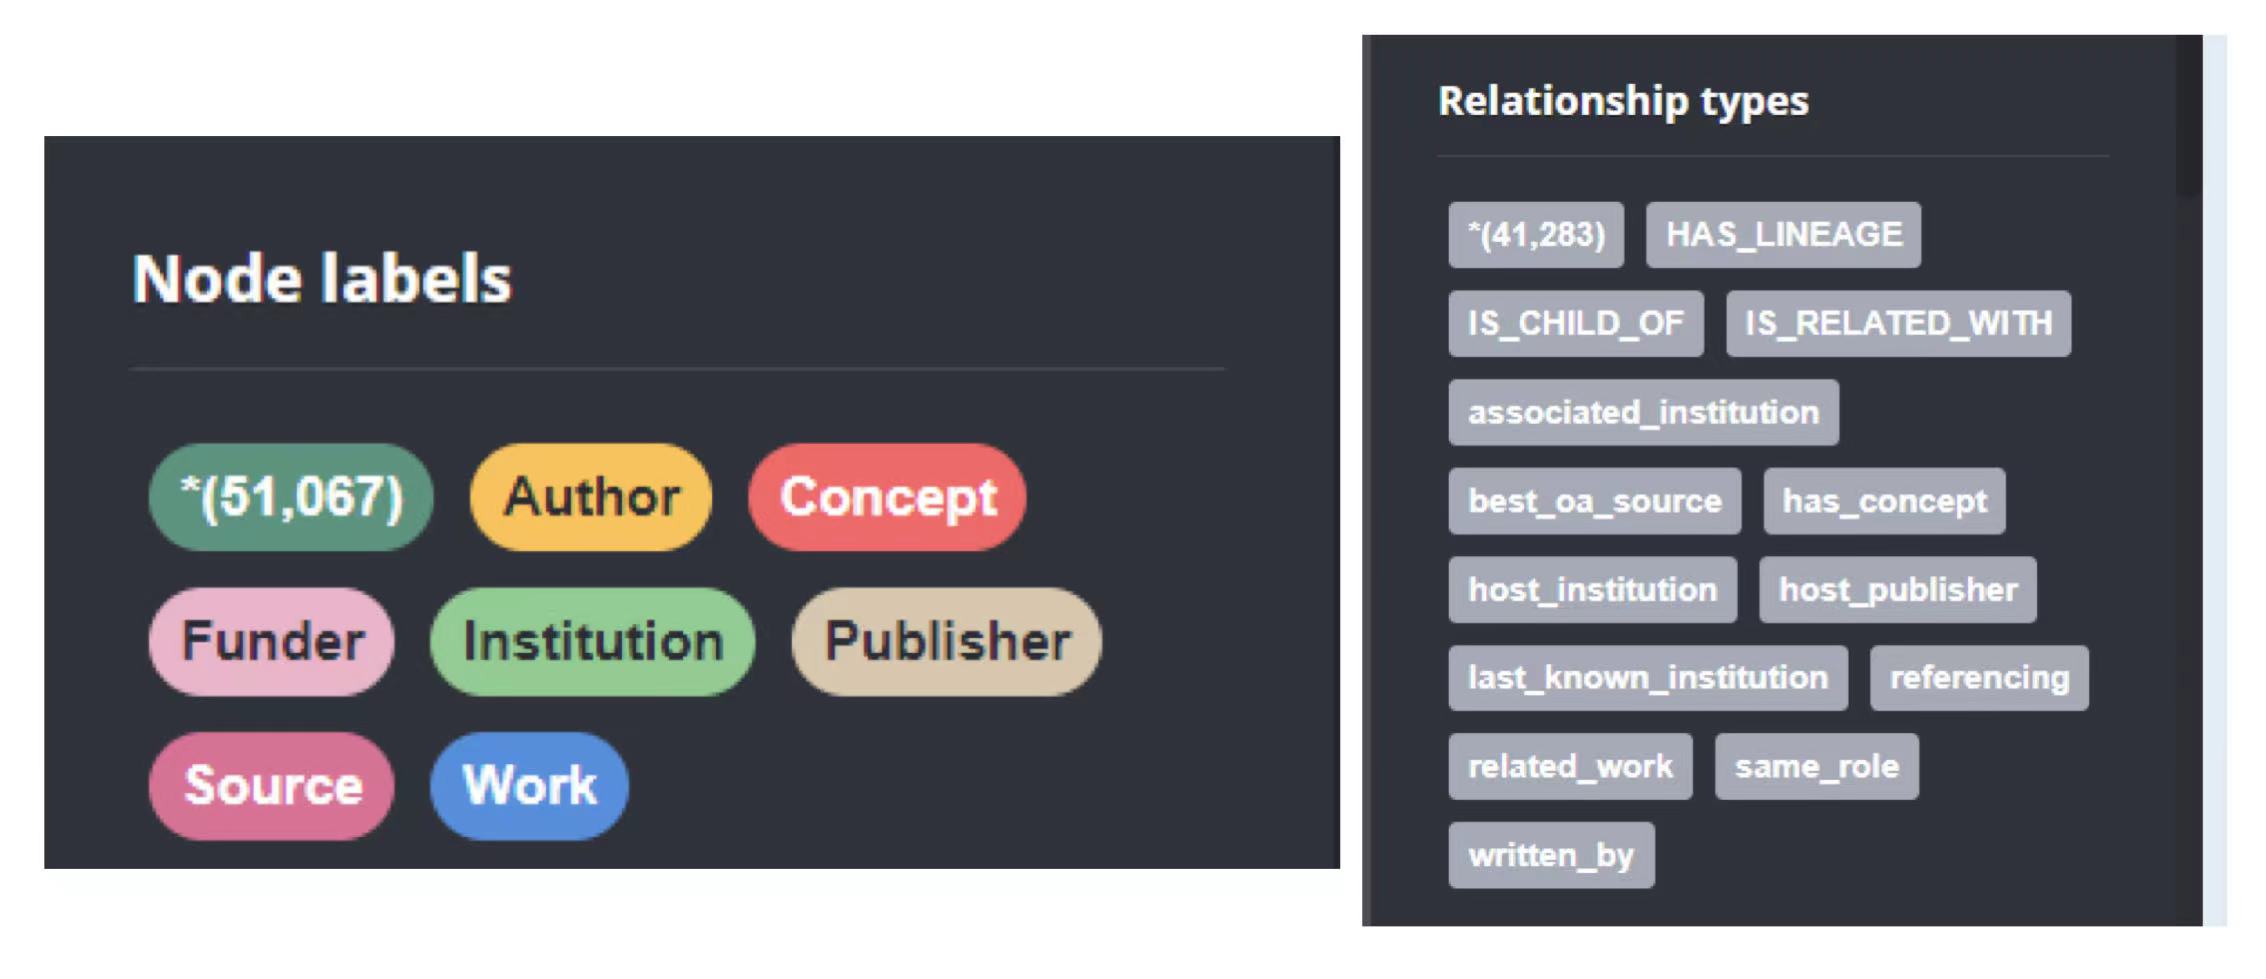 Node labels
*(51,067) Author Concept
Funder Institution Publisher
Source Work
Relationship types
*(41,283) HAS_LINEAGE
IS_CHILD_OF IS_RELATED_WITH
associated_institution
best_oa_source has_concept
host_institution host_publisher
last_known_institution referencing
related_work same_role
written_by